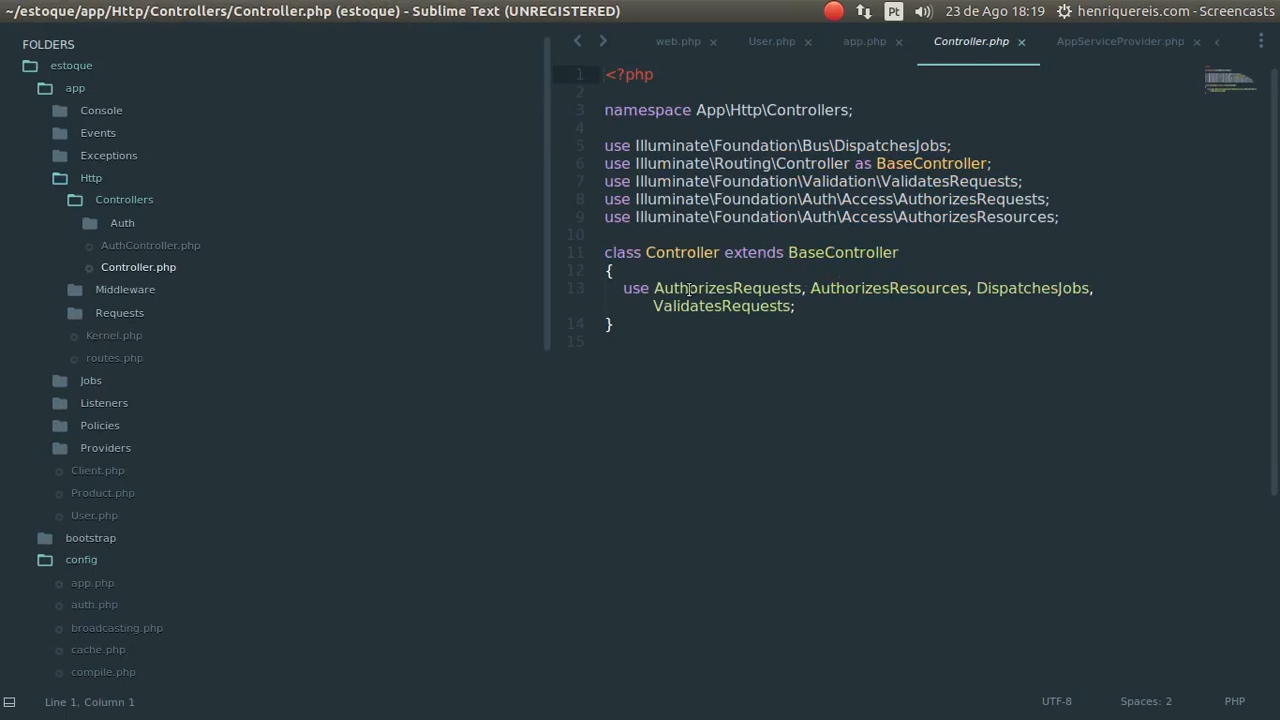 ~/estoque/app/Http/Controllers/Controller.php (estoque) - Sublime Text (UNREGISTERED)
Pt
23 de Ago 18:19
henriquereis.com - Screencasts
FOLDERS
estoque
app
Console
Events
Exceptions
Http
Controllers
Auth
AuthController.php
Controller.php
Middleware
Requests
Kernel.php
routes.php
Jobs
Listeners
Policies
Providers
Client.php
Product.php
User.php
bootstrap
config
app.php
auth.php
broadcasting.php
cache.php
compile.php
web.php ×
User.php ×
app.php ×
Controller.php ×
AppServiceProvider.php ×
1 <?php
2
3 namespace App\Http\Controllers;
4
5 use Illuminate\Foundation\Bus\DispatchesJobs;
6 use Illuminate\Routing\Controller as BaseController;
7 use Illuminate\Foundation\Validation\ValidatesRequests;
8 use Illuminate\Foundation\Auth\Access\AuthorizesRequests;
9 use Illuminate\Foundation\Auth\Access\AuthorizesResources;
10
11 class Controller extends BaseController
12 {
13 use AuthorizesRequests, AuthorizesResources, DispatchesJobs,
ValidatesRequests;
14 }
15
Line 1, Column 1
UTF-8
Spaces: 2
PHP